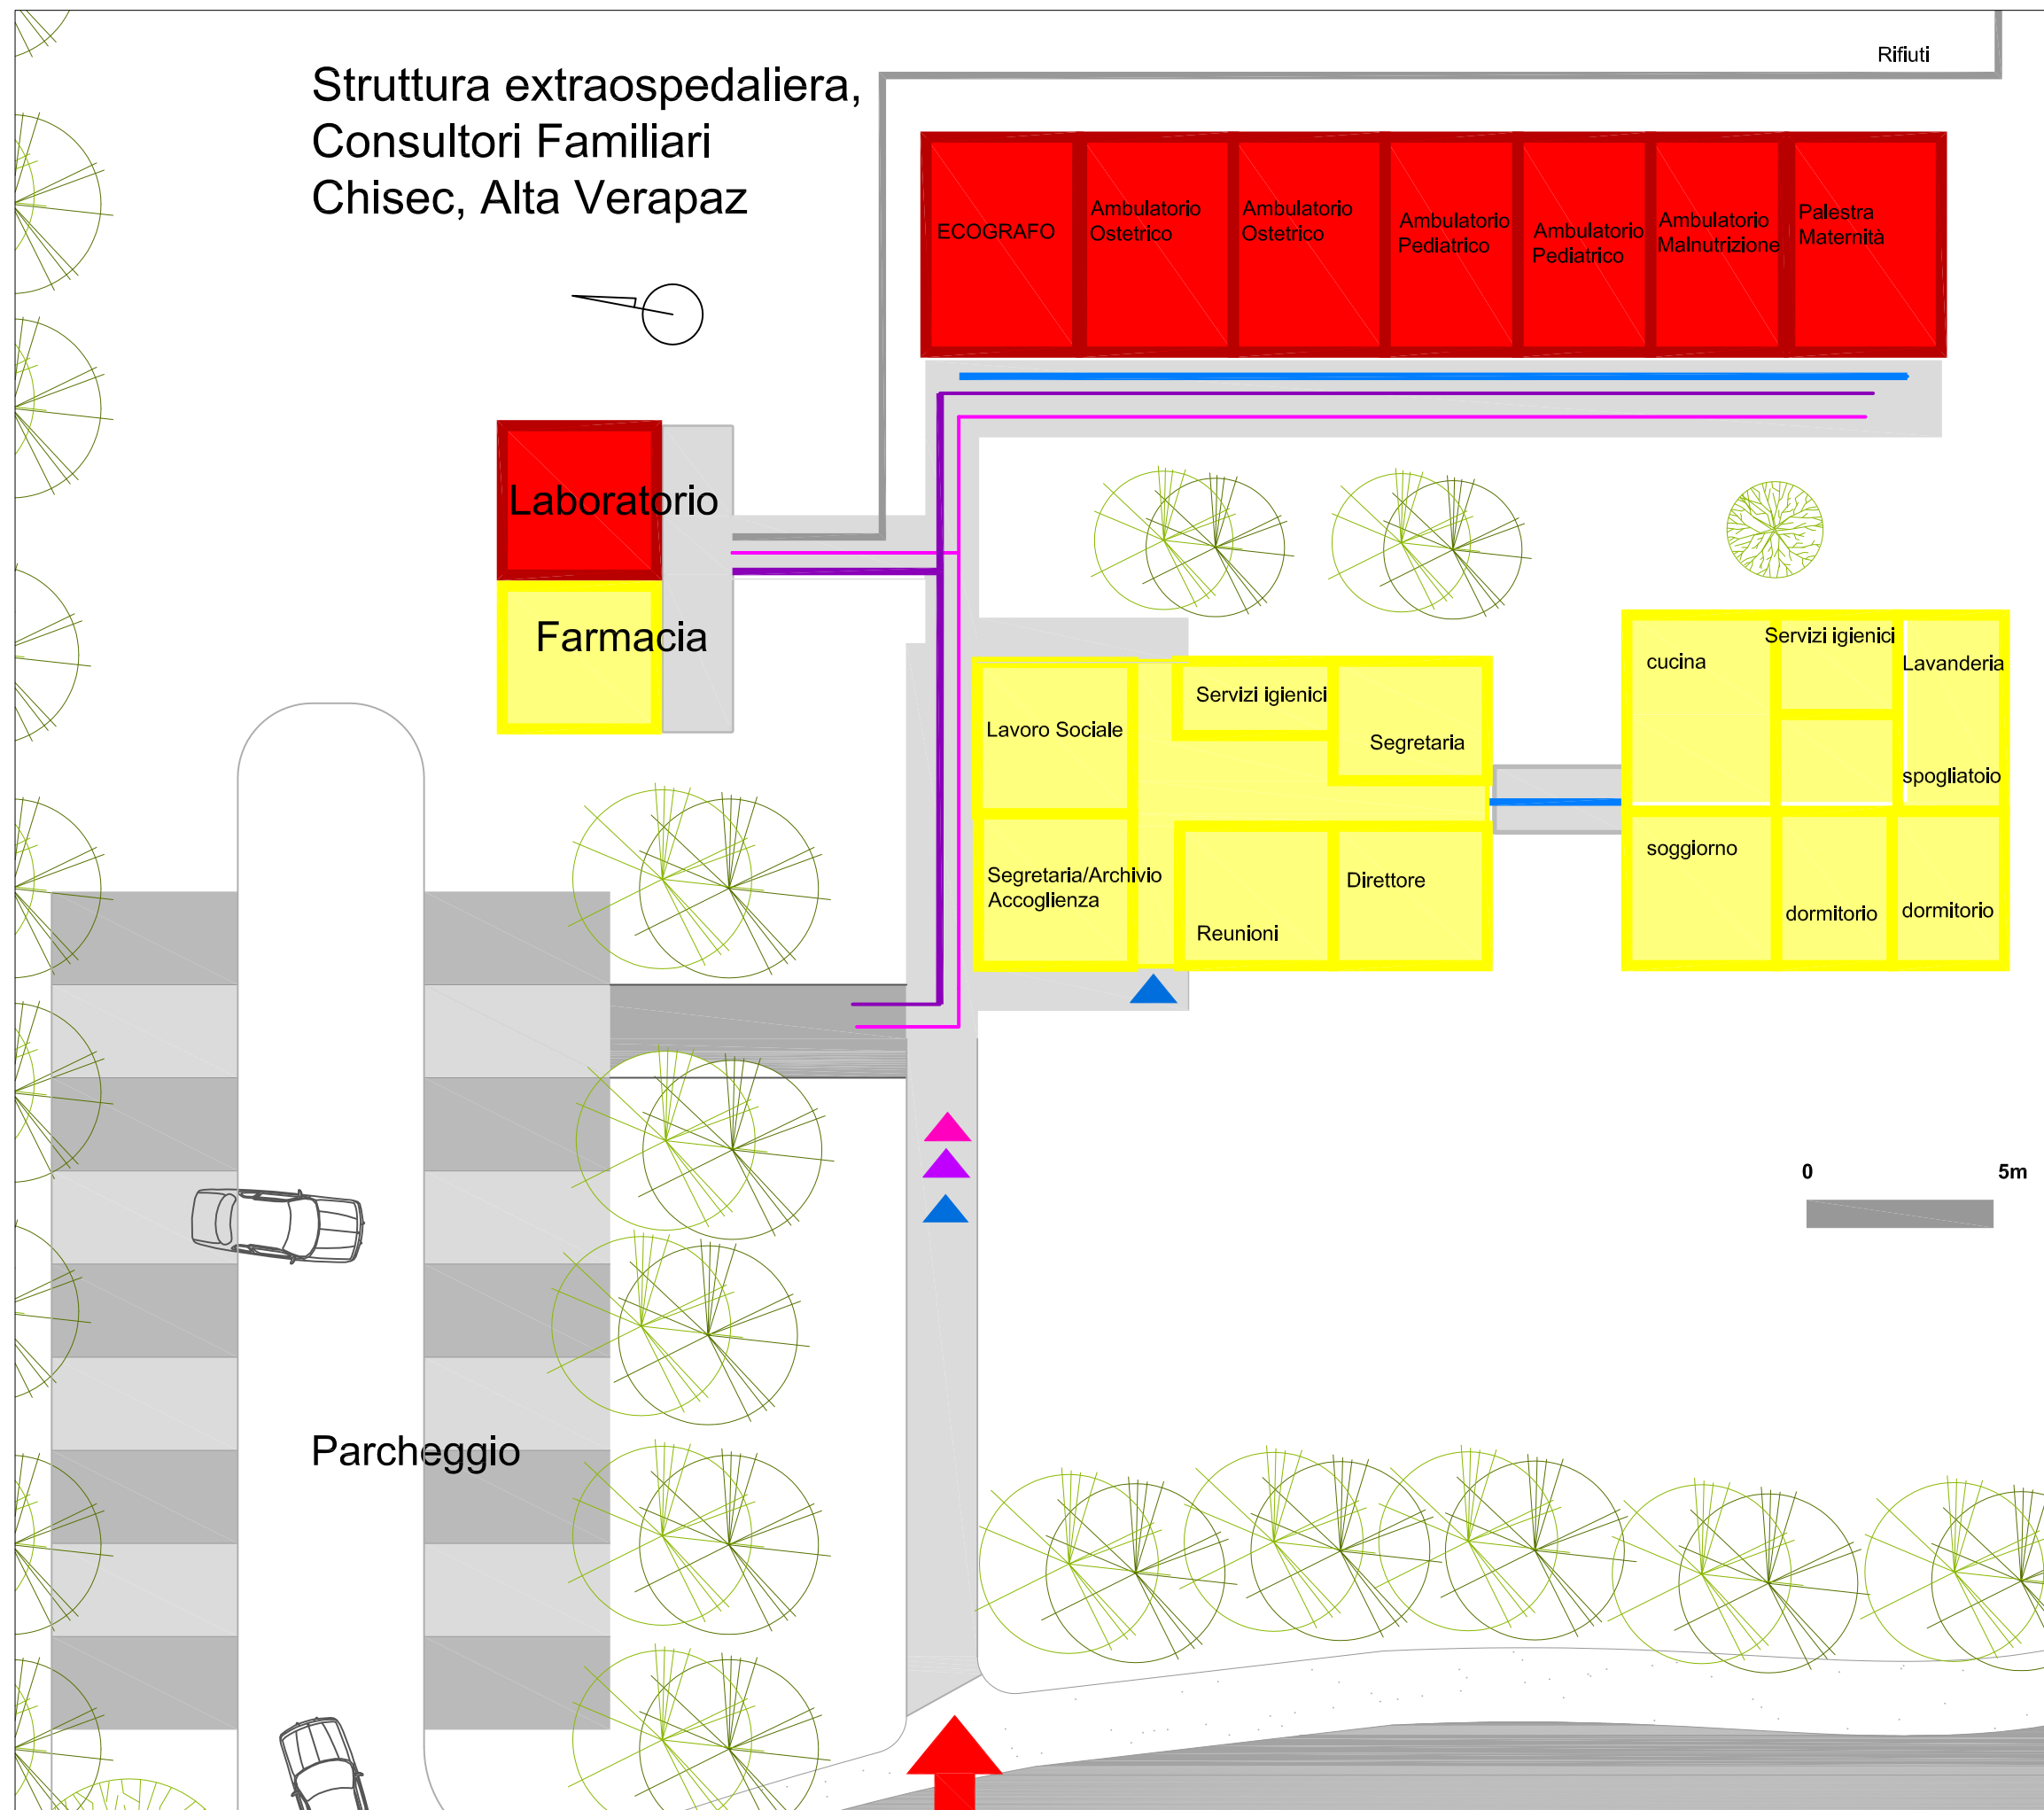 Struttura extraospedaliera,
Consultori Familiari
Chisec, Alta Verapaz
Rifiuti
ECOGRAFO
Ambulatorio
Ostetrico
Ambulatorio
Ostetrico
Ambulatorio
Pediatrico
Ambulatorio
Pediatrico
Ambulatorio
Malnutrizione
Palestra
Maternità
Laboratorio
Farmacia
Lavoro Sociale
Servizi igienici
Segretaria
Segretaria/Archivio
Accoglienza
Reunioni
Direttore
cucina
Servizi igienici
Lavanderia
spogliatoio
soggiorno
dormitorio
dormitorio
0 5m
Parcheggio